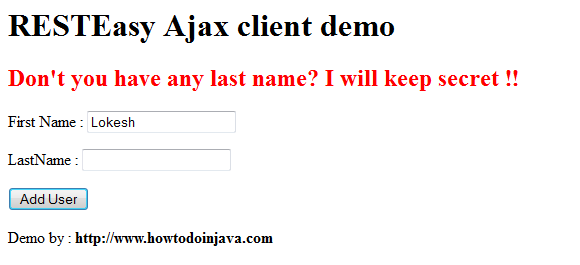 RESTEasy Ajax client demo
Don't you have any last name? I will keep secret !!
First Name : Lokesh
LastName :
Add User
Demo by : http://www.howtodoinjava.com